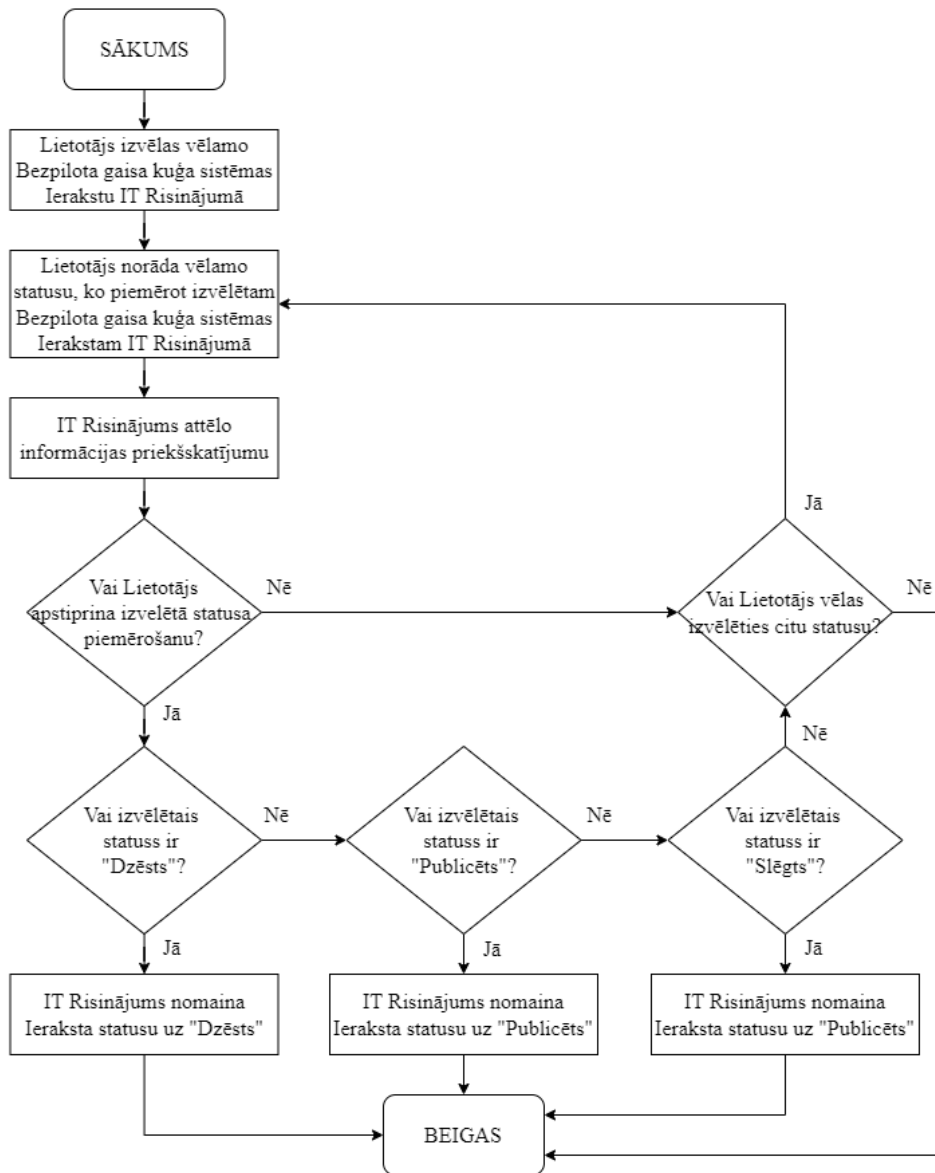 SĀKUMS
Lietotājs izvēlas vēlamo
Bezpilota gaisa kuģa sistēmas
Ierakstu IT Risinājumā
Lietotājs norāda vēlamo
statusu, ko piemērot izvēlētam
Bezpilota gaisa kuģa sistēmas
Ierakstam IT Risinājumā
IT Risinājums attēlo
informācijas priekšskatījumu
Vai Lietotājs
apstiprina izvelētā statusa
piemērošanu?
Nē
Jā
Vai Lietotājs vēlas
izvēlēties citu statusu?
Jā
Nē
Vai izvēlētais
statuss ir
"Dzēsts"?
Nē
Jā
Vai izvēlētais
statuss ir
"Publicēts"?
Nē
Jā
Vai izvēlētais
statuss ir
"Slēgts"?
Nē
Jā
IT Risinājums nomaina
Ieraksta statusu uz "Dzēsts"
IT Risinājums nomaina
Ieraksta statusu uz "Publicēts"
IT Risinājums nomaina
Ieraksta statusu uz "Publicēts"
BEIGAS